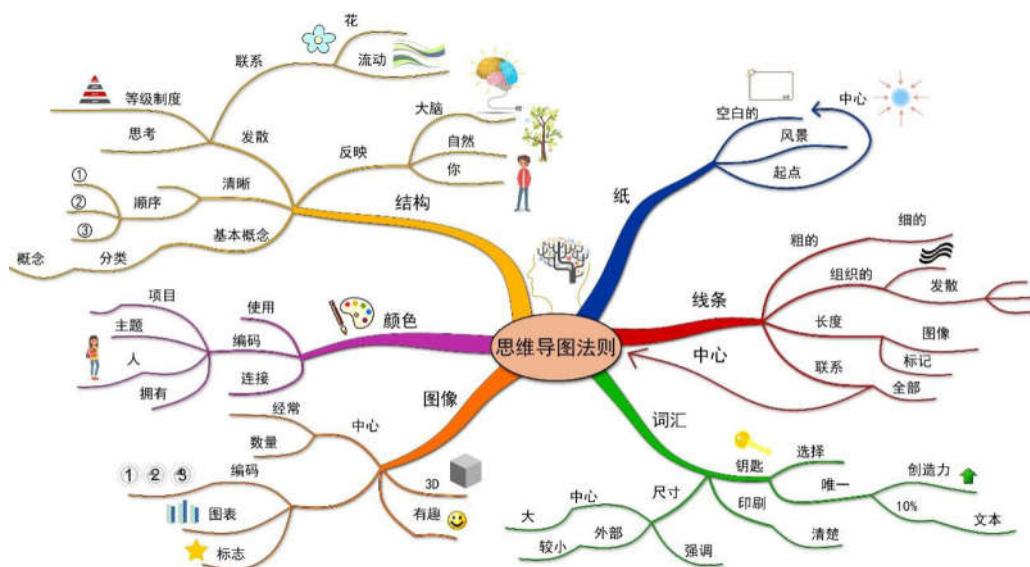 思维导图法则
结构
发散
联系
花
流动
等级制度
思考
反映
大脑
自然
你
清晰
顺序
①
②
③
基本概念
分类
概念
纸
空白的
风景
起点
中心
线条
粗的
细的
组织的
发散
长度
图像
标记
联系
全部
中心
颜色
使用
编码
项目
主题
人
拥有
连接
图像
中心
经常
数量
编码
1 2 3
图表
标志
3D
有趣
词汇
钥匙
选择
唯一
创造力
10%
文本
印刷
清楚
尺寸
中心
大
外部
较小
强调